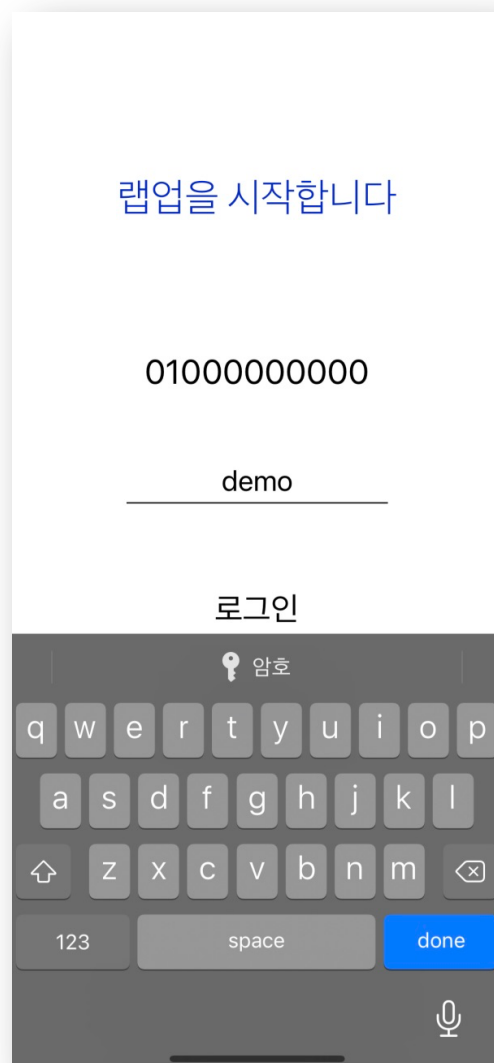 랩업을 시작합니다
01000000000
demo
로그인
암호
q w e r t y u i o p
a s d f g h j k l
z x c v b n m
123 space done